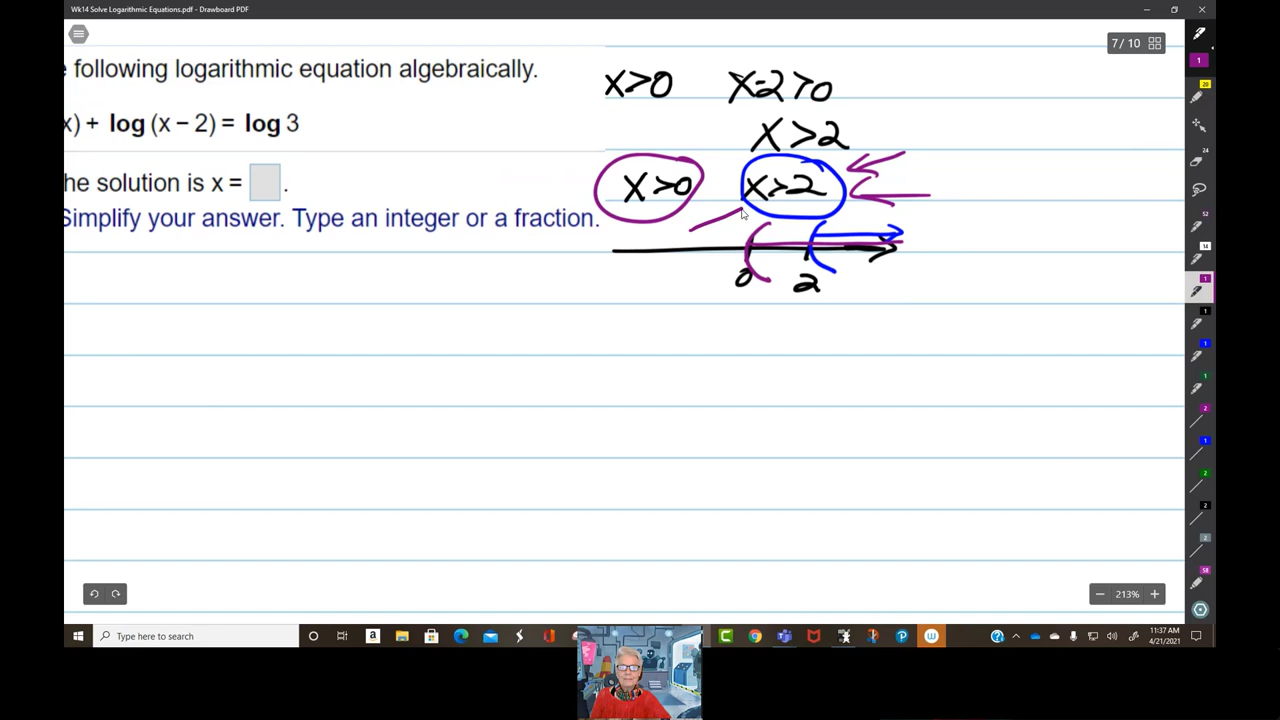 Wk14 Solve Logarithmic Equations.pdf - Drawboard PDF
7/10
following logarithmic equation algebraically.
x) + log (x − 2) = log 3
he solution is x = .
Simplify your answer. Type an integer or a fraction.
x>0 x-2>0
x>2
x>0 x>2
0 2
213%
Type here to search
11:37 AM
4/21/2021